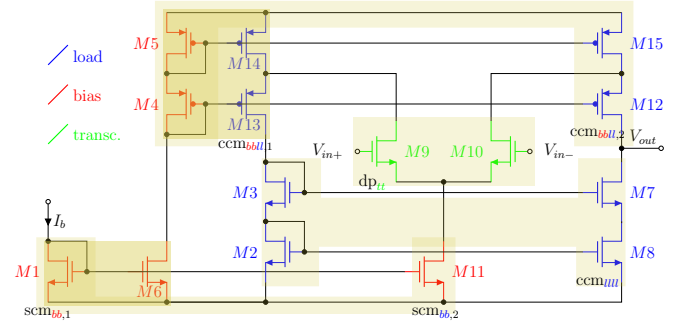 M5
M14
M15
load
bias
M4
M13
M12
transc.
ccm_bbll,1
V_in+
M9
M10
V_in−
ccm_bbll,2
V_out
dp_tt
M3
M7
I_b
M2
M8
M1
M6
M11
ccm_llll
scm_bb,1
scm_bb,2